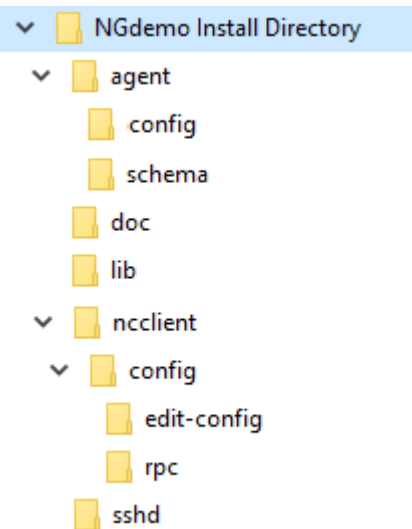 NGdemo Install Directory
agent
config
schema
doc
lib
ncclient
config
edit-config
rpc
sshd